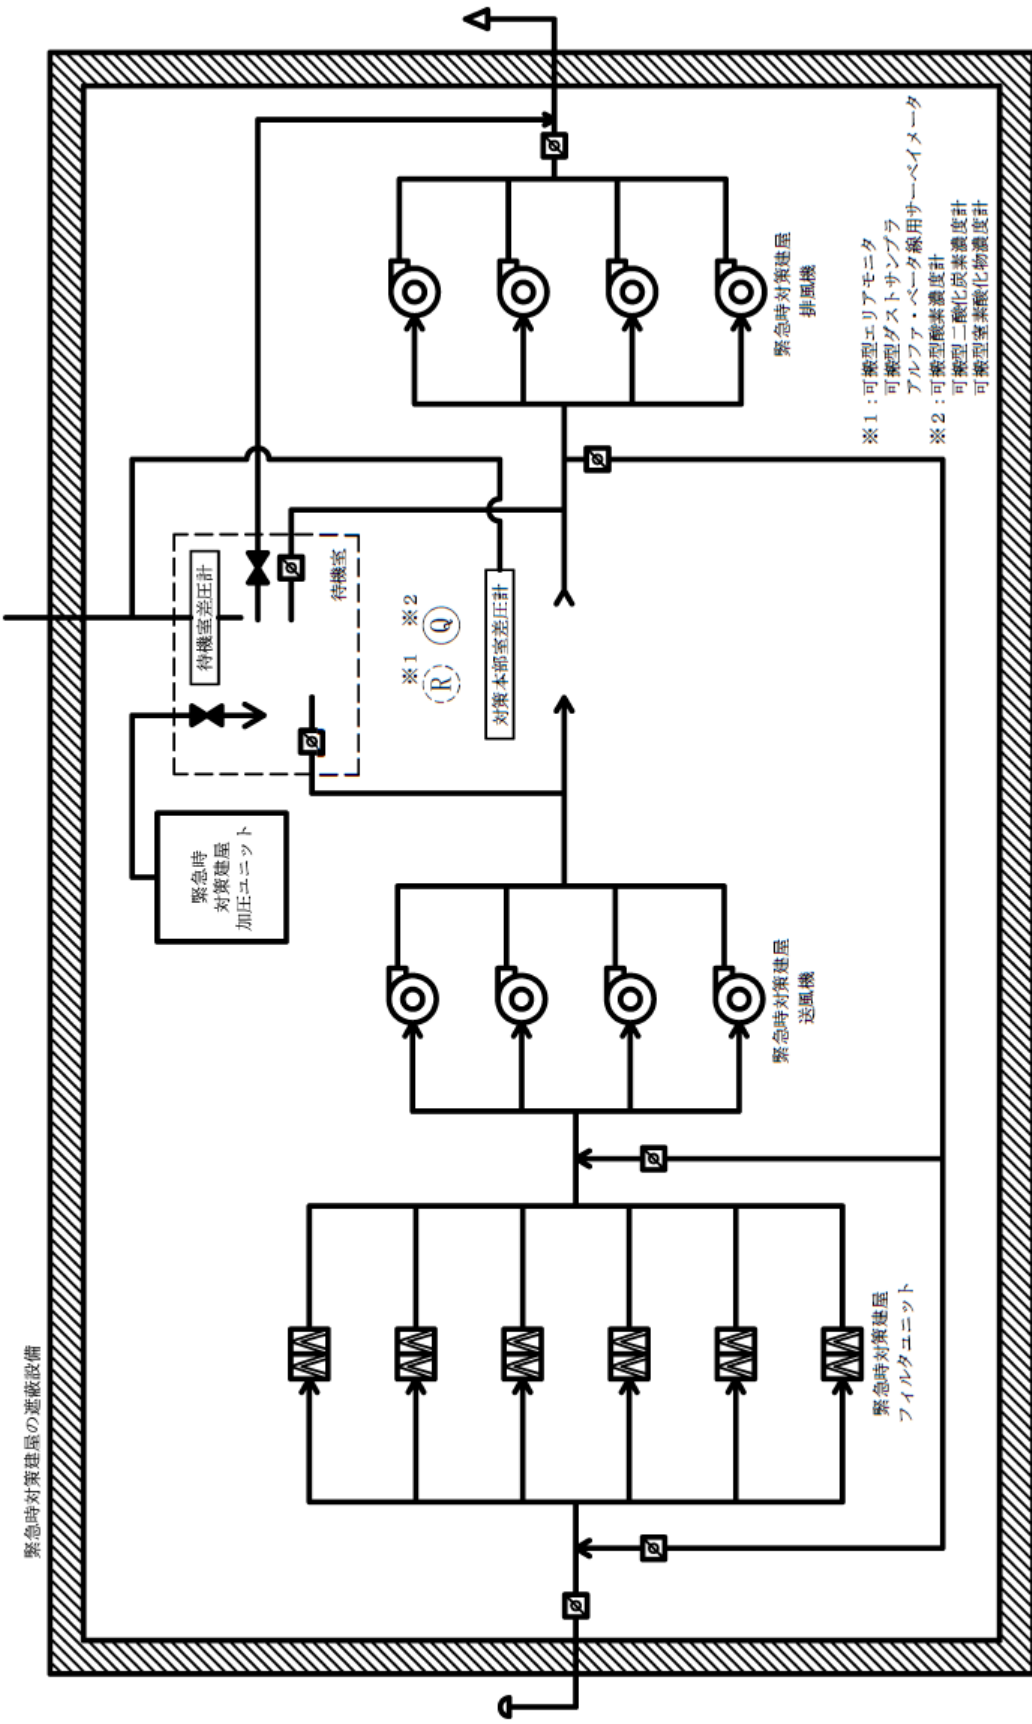 緊急時対策建屋の遮蔽設備
緊急時
対策建屋
加圧ユニット
待機室差圧計
待機室
※1
※2
R
Q
対策本部室差圧計
緊急時対策建屋
フィルタユニット
緊急時対策建屋
送風機
緊急時対策建屋
排風機
※1：可搬型エリアモニタ
可搬型ダストサンプラ
アルファ・ベータ線用サーベイメータ
※2：可搬型酸素濃度計
可搬型二酸化炭素濃度計
可搬型窒素酸化物濃度計